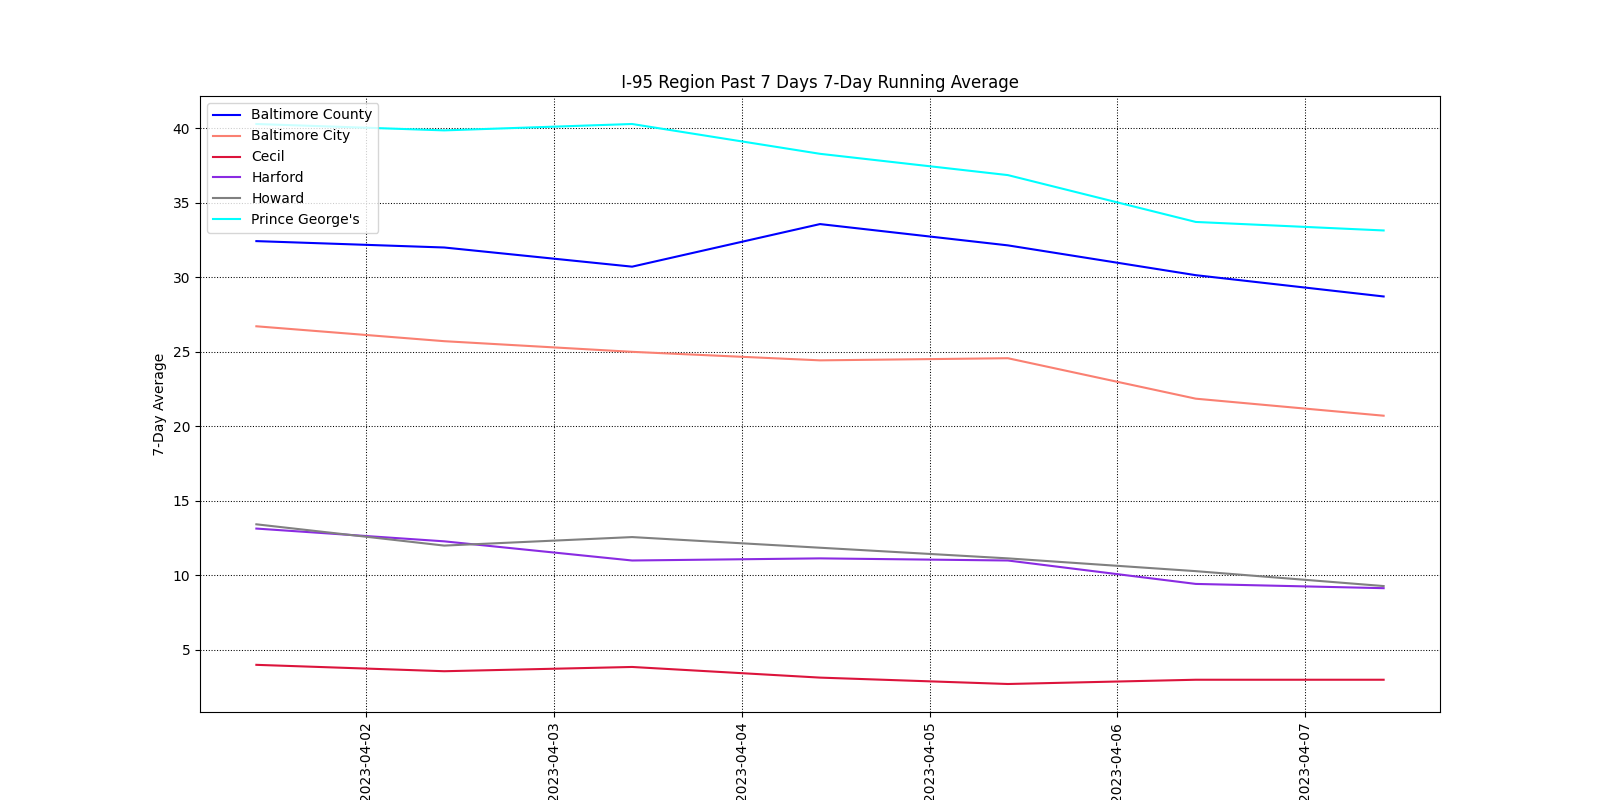 I-95 Region Past 7 Days 7-Day Running Average
Baltimore County
Baltimore City
Cecil
Harford
Howard
Prince George's
7-Day Average
40
35
30
25
20
15
10
5
2023-04-02
2023-04-03
2023-04-04
2023-04-05
2023-04-06
2023-04-07